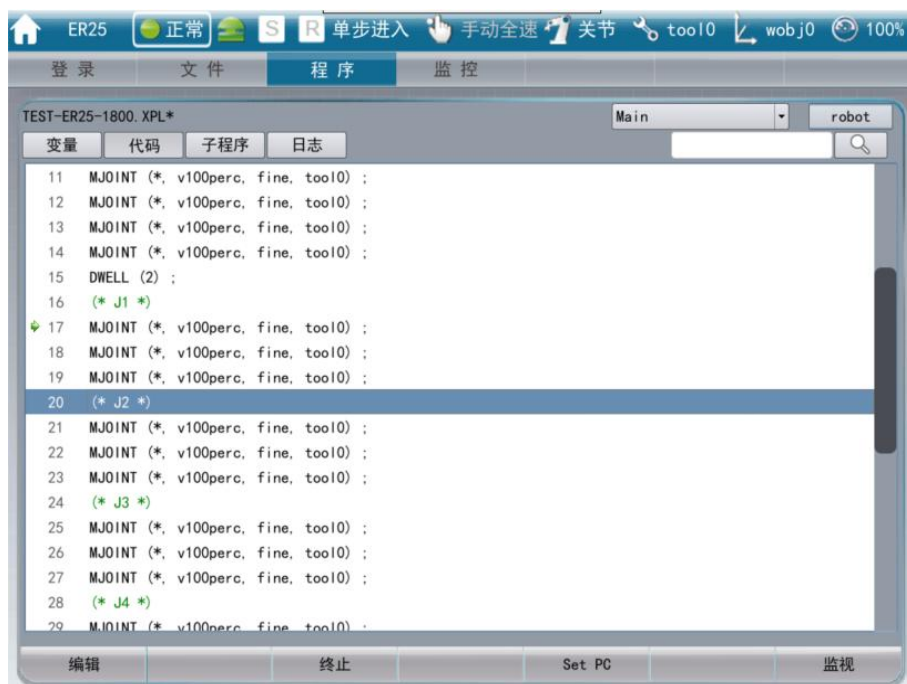 ER25 正常 S R 单步进入 手动全速 关节 tool0 wobj0 100%
登录 文件 程序 监控
TEST-ER25-1800.XPL* Main robot
变量 代码 子程序 日志
11 MJOINT (*, v100perc, fine, tool0) ;
12 MJOINT (*, v100perc, fine, tool0) ;
13 MJOINT (*, v100perc, fine, tool0) ;
14 MJOINT (*, v100perc, fine, tool0) ;
15 DWELL (2) ;
16 (* J1 *)
17 MJOINT (*, v100perc, fine, tool0) ;
18 MJOINT (*, v100perc, fine, tool0) ;
19 MJOINT (*, v100perc, fine, tool0) ;
20 (* J2 *)
21 MJOINT (*, v100perc, fine, tool0) ;
22 MJOINT (*, v100perc, fine, tool0) ;
23 MJOINT (*, v100perc, fine, tool0) ;
24 (* J3 *)
25 MJOINT (*, v100perc, fine, tool0) ;
26 MJOINT (*, v100perc, fine, tool0) ;
27 MJOINT (*, v100perc, fine, tool0) ;
28 (* J4 *)
29 MJOINT (*, v100perc, fine, tool0) ;
编辑 终止 Set PC 监视